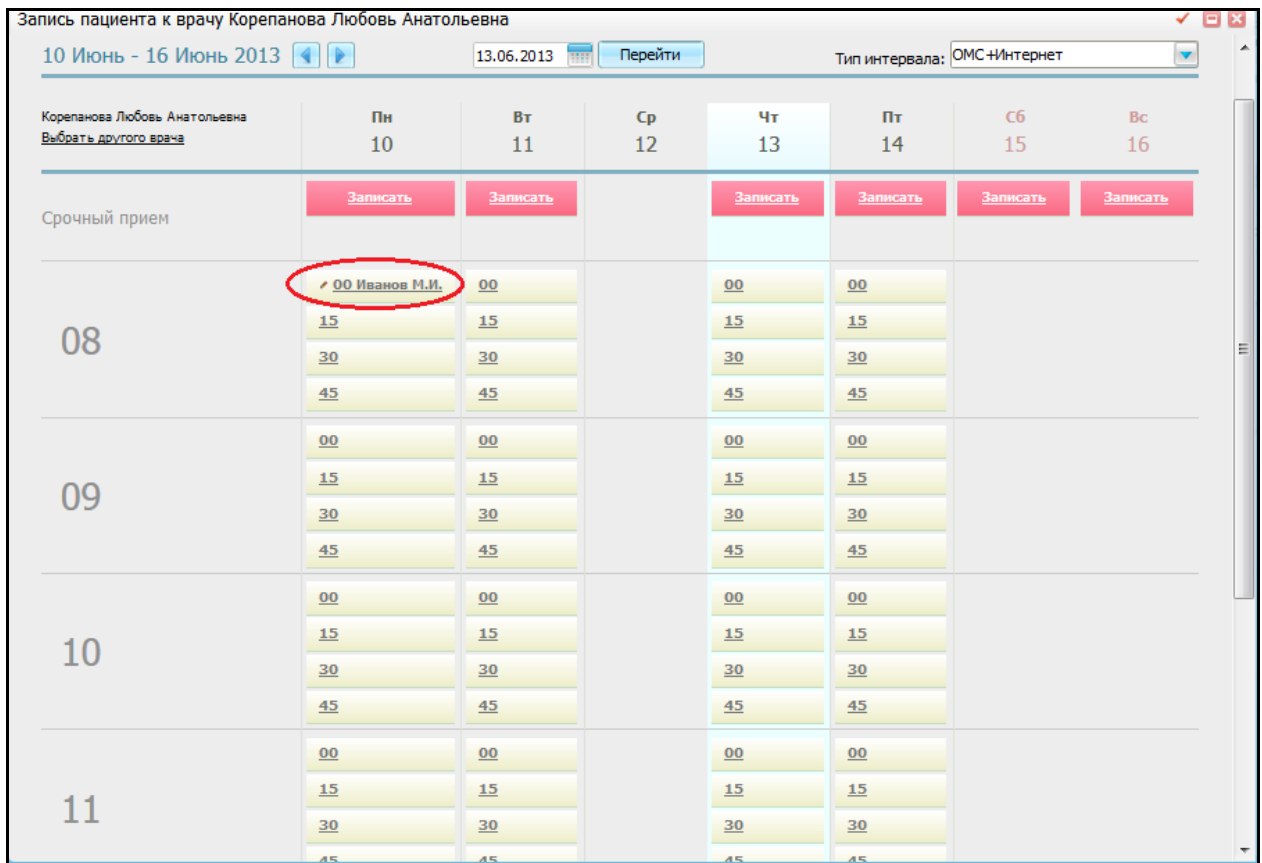 Запись пациента к врачу Корепанова Любовь Анатольевна
10 Июнь - 16 Июнь 2013 13.06.2013 Перейти Тип интервала: ОМС+Интернет
Корепанова Любовь Анатольевна Пн Вт Ср Чт Пт Сб Вс
Выбрать другого врача 10 11 12 13 14 15 16
Срочный прием Записать Записать Записать Записать Записать Записать
08
00 Иванов М.И. 00 00 00
15 15 15 15
30 30 30 30
45 45 45 45
09
00 00 00 00
15 15 15 15
30 30 30 30
45 45 45 45
10
00 00 00 00
15 15 15 15
30 30 30 30
45 45 45 45
11
00 00 00 00
15 15 15 15
30 30 30 30
45 45 45 45